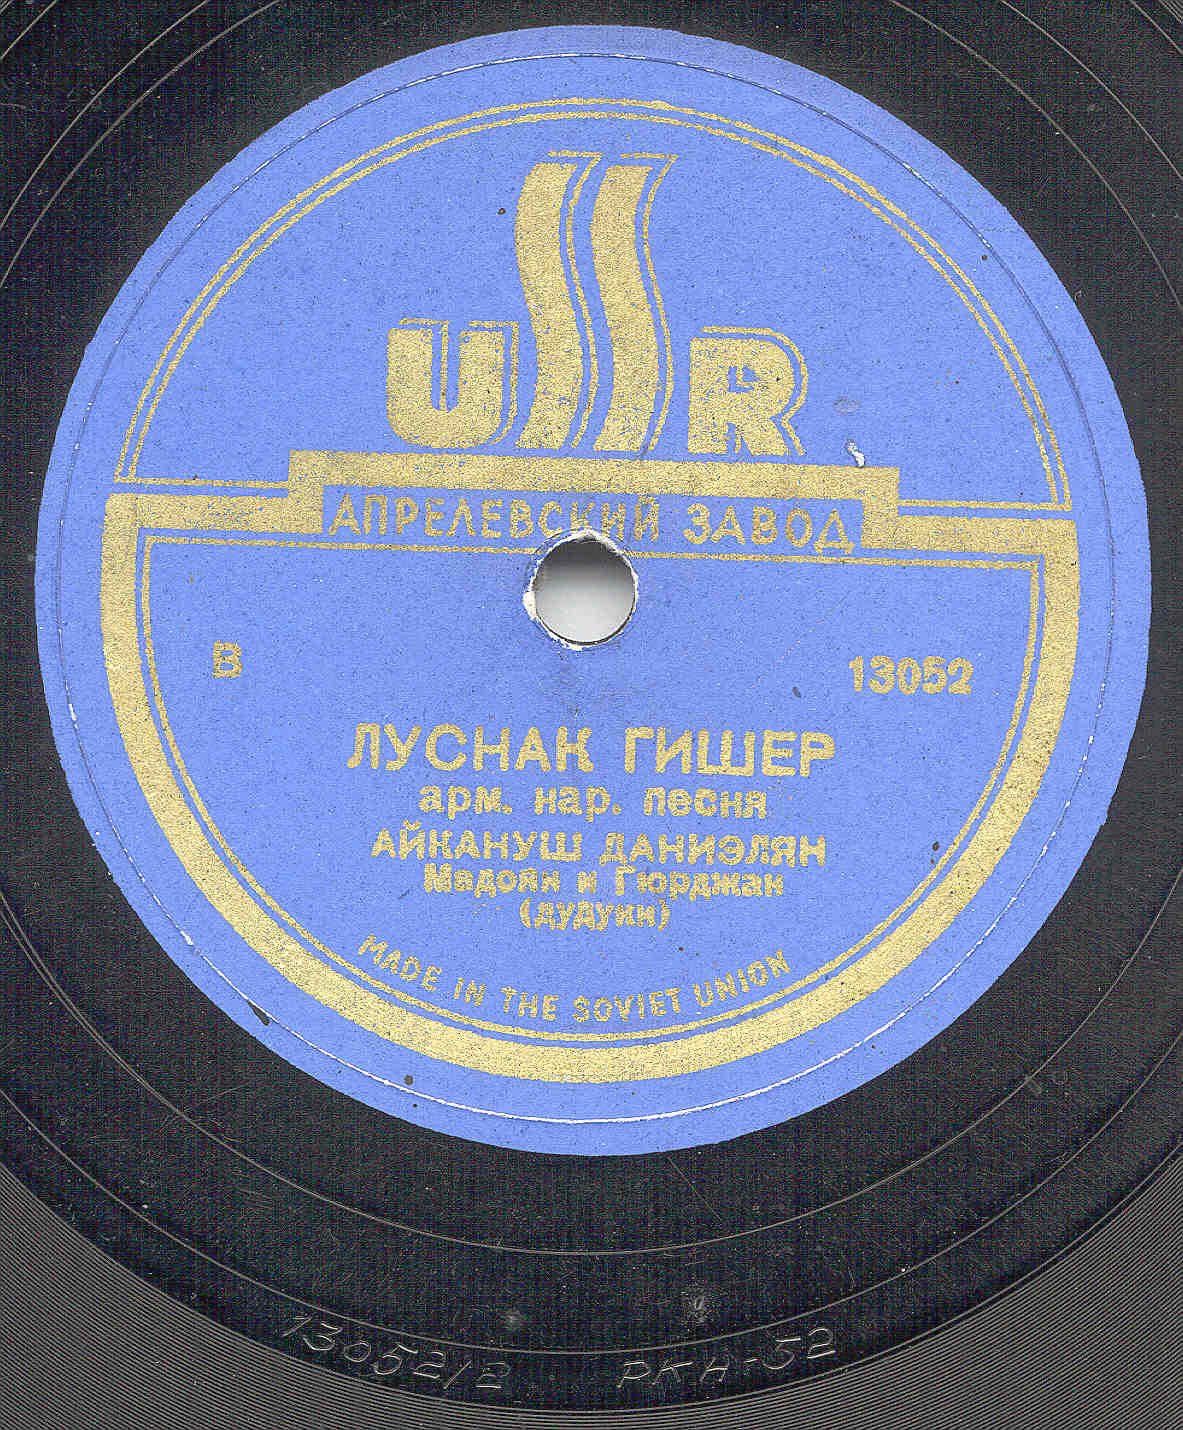 USSR
АПРЕЛЕВСКИЙ ЗАВОД
В 13052
ЛУСНАК ГИШЕР
арм. нар. песня
АЙКАНУШ ДАНИЭЛЯН
Мадоян и Гюрджан
(дудуки)
MADE IN THE SOVIET UNION
13052/2 РКН-52